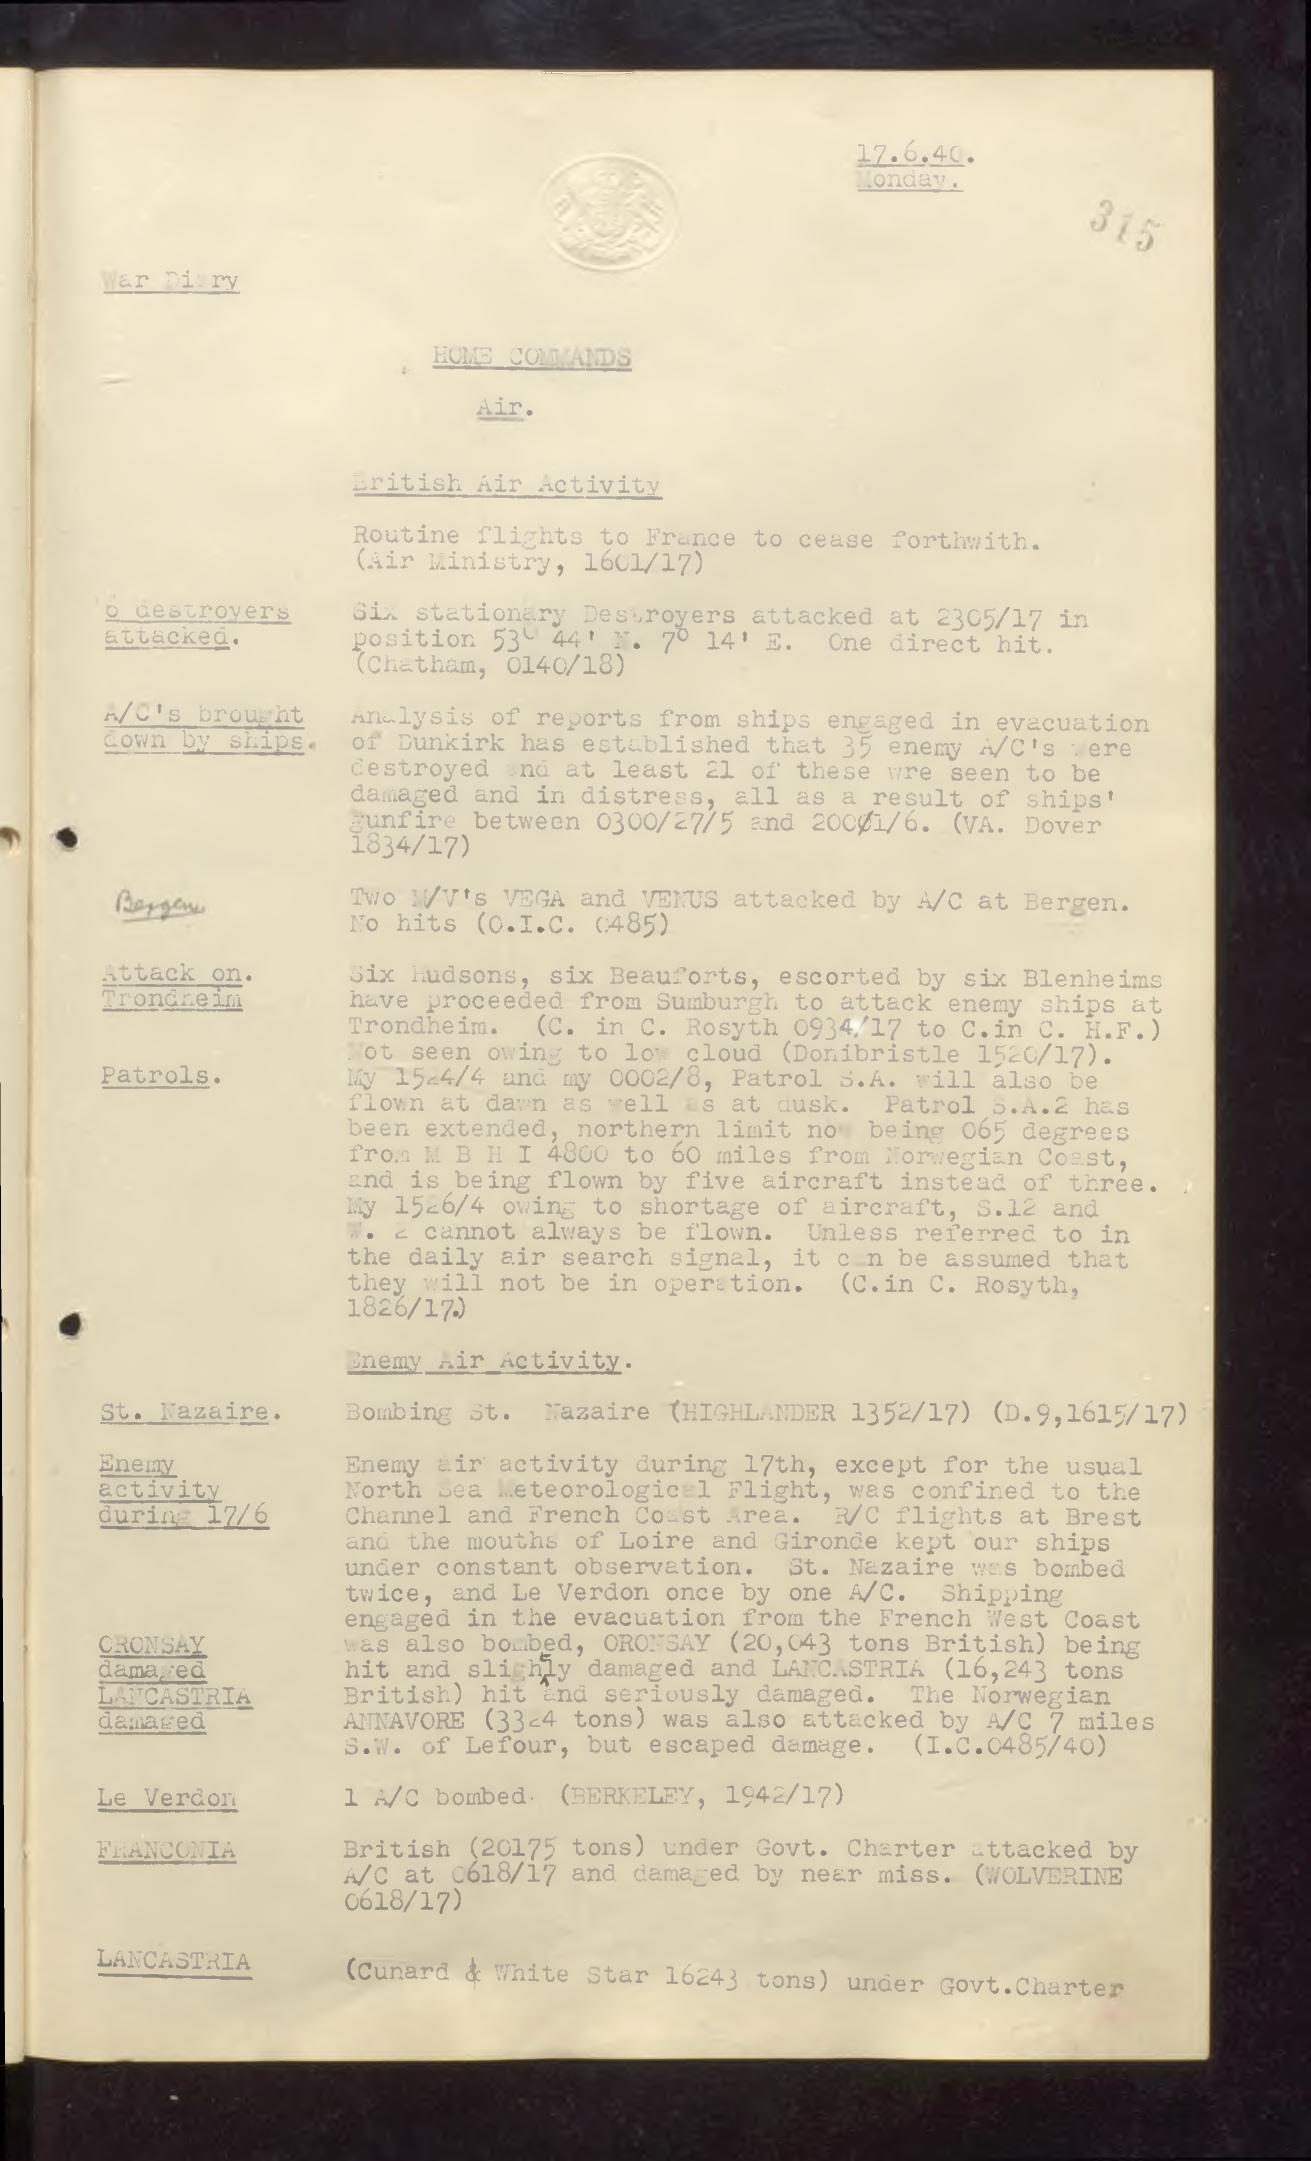 17.6.40.
Monday.
315
War Diary
HOME COMMANDS
Air.
British Air Activity
Routine flights to France to cease forthwith.
(Air Ministry, 1601/17)
6 destroyers
attacked.
Six stationary Destroyers attacked at 2305/17 in
position 53° 44' N. 7° 14' E. One direct hit.
(Chatham, 0140/18)
A/C's brought
down by ships.
Analysis of reports from ships engaged in evacuation
of Dunkirk has established that 35 enemy A/C's were
destroyed and at least 21 of these wre seen to be
damaged and in distress, all as a result of ships'
gunfire between 0300/27/5 and 2000/1/6. (VA. Dover
1834/17)
Bergen
Two M/V's VEGA and VENUS attacked by A/C at Bergen.
No hits (O.I.C. 0485)
Attack on.
Trondheim
Six Hudsons, six Beauforts, escorted by six Blenheims
have proceeded from Sumburgh to attack enemy ships at
Trondheim. (C. in C. Rosyth 0934/17 to C.in C. H.F.)
Not seen owing to low cloud (Donibristle 1520/17).
Patrols.
My 1524/4 and my 0002/8, Patrol S.A. will also be
flown at dawn as well as at dusk. Patrol S.A.2 has
been extended, northern limit now being 065 degrees
from M B H I 4800 to 60 miles from Norwegian Coast,
and is being flown by five aircraft instead of three.
My 1526/4 owing to shortage of aircraft, S.12 and
W. 2 cannot always be flown. Unless referred to in
the daily air search signal, it can be assumed that
they will not be in operation. (C.in C. Rosyth,
1826/17.)
Enemy Air Activity.
St. Nazaire.
Bombing St. Nazaire (HIGHLANDER 1352/17) (D.9,1615/17)
Enemy
activity
during 17/6
Enemy air activity during 17th, except for the usual
North Sea Meteorological Flight, was confined to the
Channel and French Coast Area. R/C flights at Brest
and the mouths of Loire and Gironde kept our ships
under constant observation. St. Nazaire was bombed
twice, and Le Verdon once by one A/C. Shipping
engaged in the evacuation from the French West Coast
was also bombed, ORONSAY (20,043 tons British) being
hit and slightly damaged and LANCASTRIA (16,243 tons
British) hit and seriously damaged. The Norwegian
ANNAVORE (3324 tons) was also attacked by A/C 7 miles
S.W. of Lefour, but escaped damage. (I.C.0485/40)
ORONSAY
damaged
LANCASTRIA
damaged
Le Verdon
1 A/C bombed. (BERKELEY, 1942/17)
FRANCONIA
British (20175 tons) under Govt. Charter attacked by
A/C at 0618/17 and damaged by near miss. (WOLVERINE
0618/17)
LANCASTRIA
(Cunard & White Star 16243 tons) under Govt.Charter